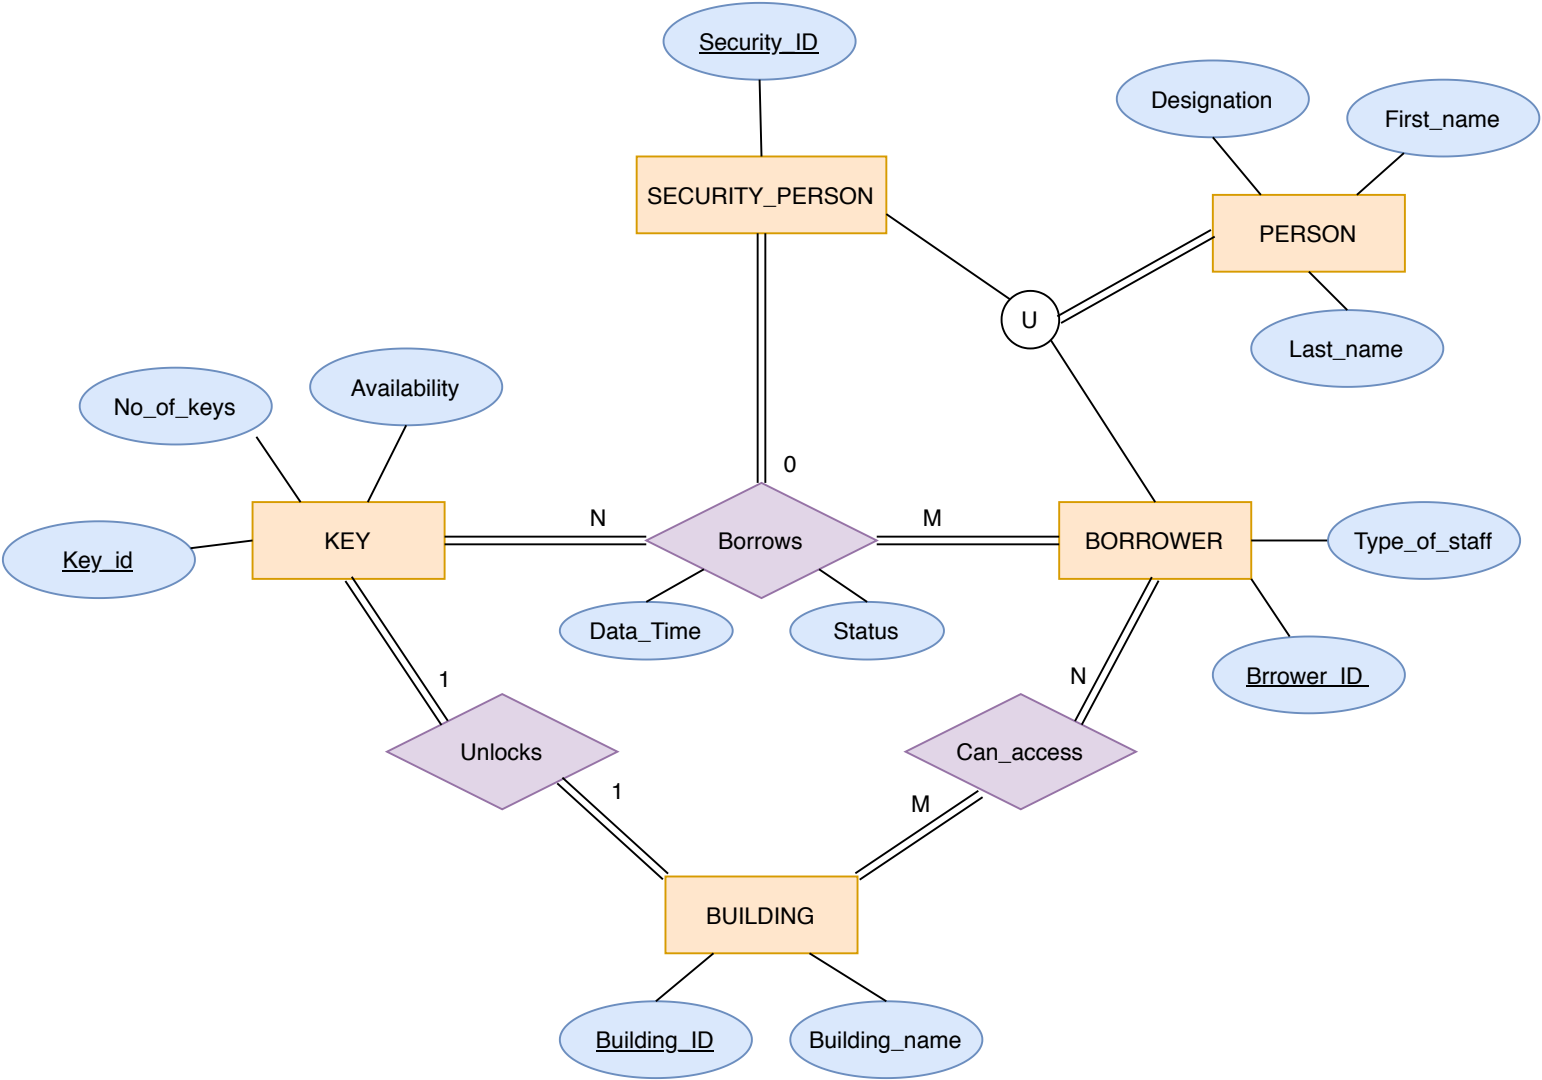 Security_ID
Designation
First_name
SECURITY_PERSON
PERSON
U
Last_name
Availability
No_of_keys
0
N
M
KEY
Borrows
BORROWER
Type_of_staff
Key_id
Data_Time
Status
1
N
Brrower_ID
Unlocks
Can_access
1
M
BUILDING
Building_ID
Building_name